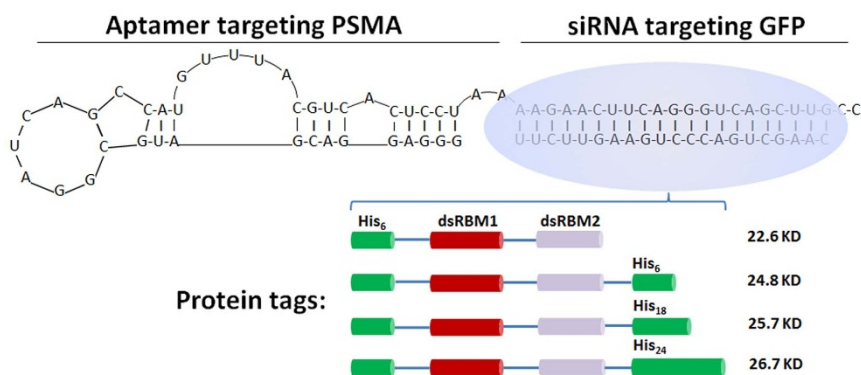 Aptamer targeting PSMA
siRNA targeting GFP
G U U U A
A G C C-A U
C-G-U-C A C-U-C-C-U A A
A-A-G-A-A-C-U-U-C-A-G-G-G-U-C-A-G-C-U-U-G-C-C
C
U
A G G C
G-U-A
G-C-A-G
G-A-G-G-G
U-U-C-U-U-G-A-A-G-U-C-C-C-A-G-U-C-G-A-A-C
His6 dsRBM1 dsRBM2
22.6 KD
His6
24.8 KD
Protein tags:
His18
25.7 KD
His24
26.7 KD